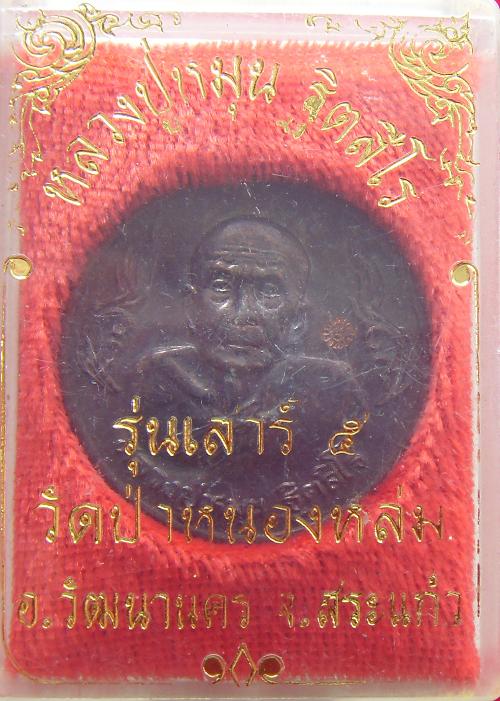 หลวงปู่หมุน ฐิตสีโร
รุ่นเสาร์ ๕
วัดป่าหนองหล่ม
อ.วัฒนานคร จ.สระแก้ว